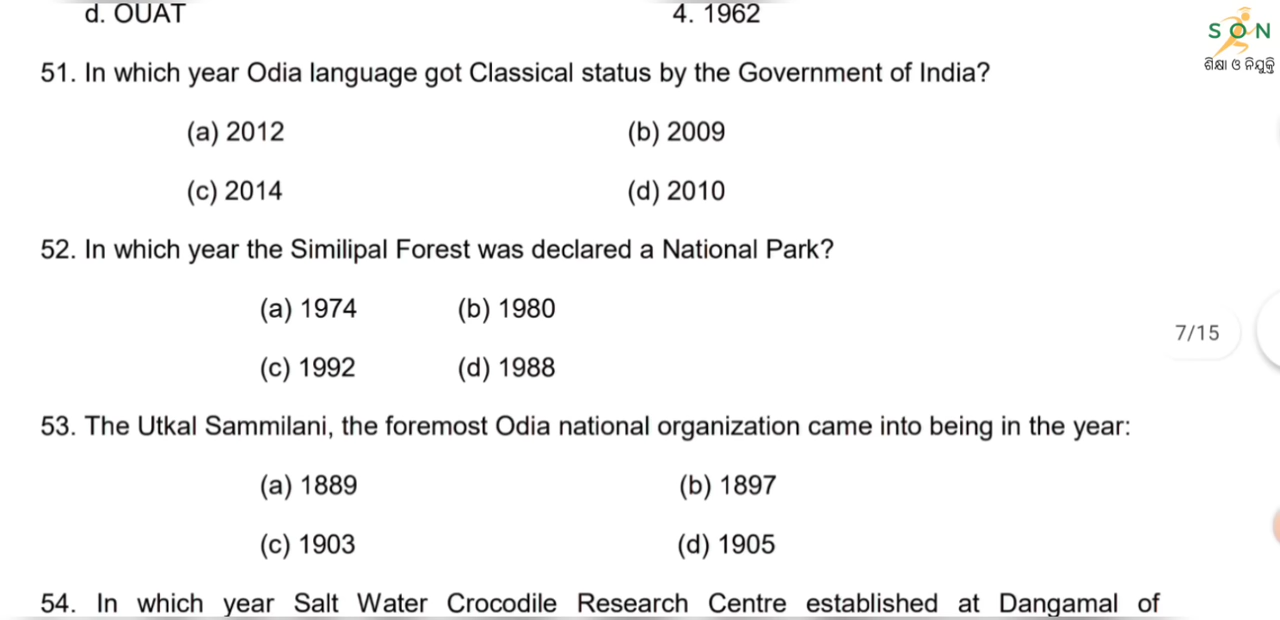 d. OUAT 4. 1962
SON
ଶିକ୍ଷା ଓ ନିଯୁକ୍ତି
51. In which year Odia language got Classical status by the Government of India?
(a) 2012 (b) 2009
(c) 2014 (d) 2010
52. In which year the Similipal Forest was declared a National Park?
(a) 1974 (b) 1980
7/15
(c) 1992 (d) 1988
53. The Utkal Sammilani, the foremost Odia national organization came into being in the year:
(a) 1889 (b) 1897
(c) 1903 (d) 1905
54. In which year Salt Water Crocodile Research Centre established at Dangamal of